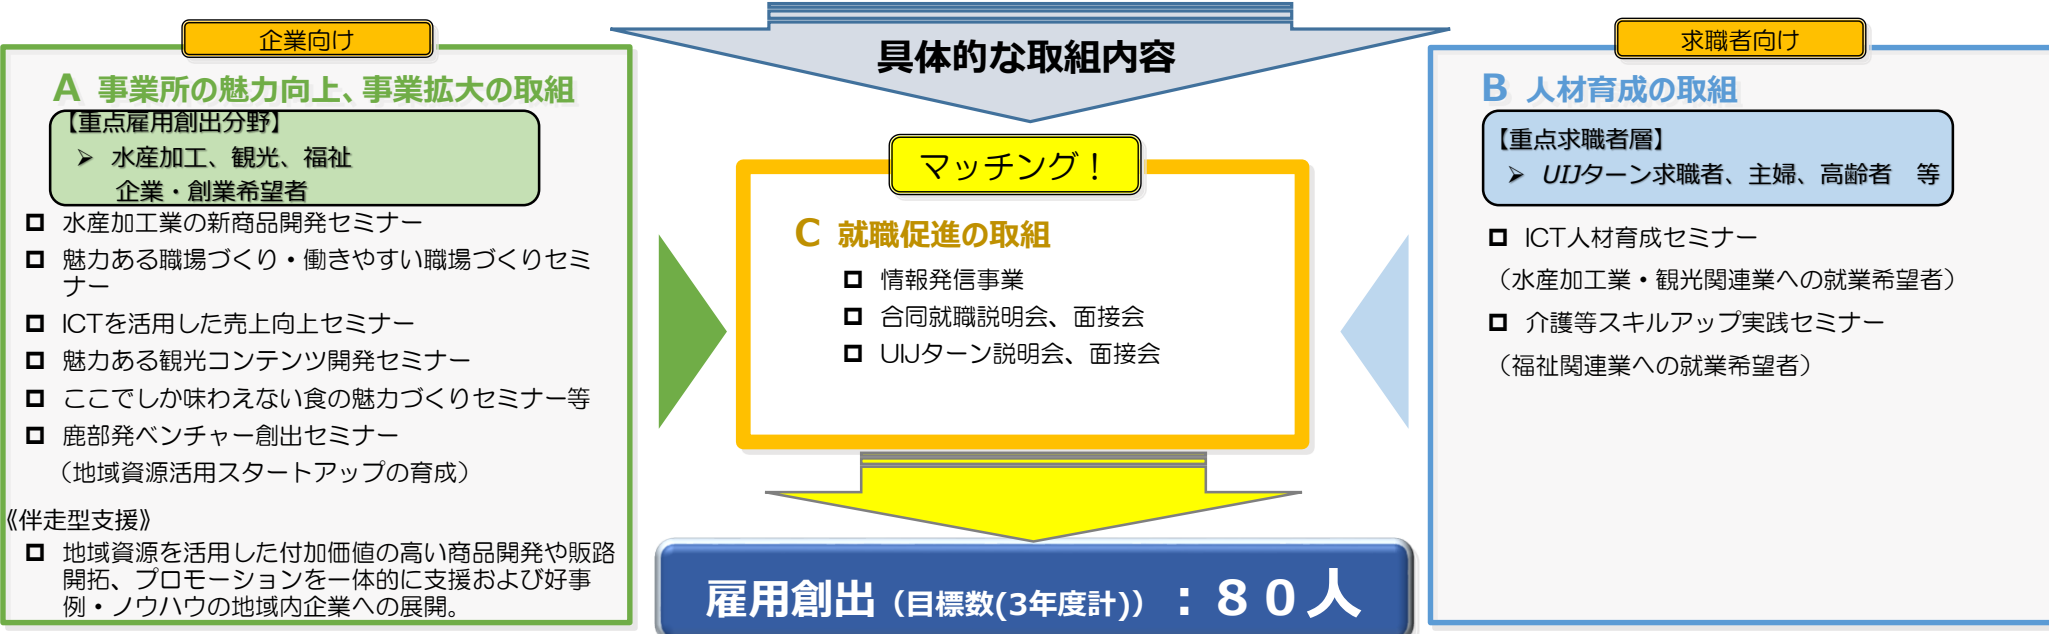 具体的な取組内容
企業向け
A 事業所の魅力向上、事業拡大の取組
【重点雇用創出分野】
➢ 水産加工、観光、福祉
企業・創業希望者
□ 水産加工業の新商品開発セミナー
□ 魅力ある職場づくり・働きやすい職場づくりセミ
ナー
□ ICTを活用した売上向上セミナー
□ 魅力ある観光コンテンツ開発セミナー
□ ここでしか味わえない食の魅力づくりセミナー等
□ 鹿部発ベンチャー創出セミナー
（地域資源活用スタートアップの育成）
《伴走型支援》
□ 地域資源を活用した付加価値の高い商品開発や販路
開拓、プロモーションを一体的に支援および好事
例・ノウハウの地域内企業への展開。
マッチング！
C 就職促進の取組
□ 情報発信事業
□ 合同就職説明会、面接会
□ UIJターン説明会、面接会
求職者向け
B 人材育成の取組
【重点求職者層】
➢ UIJターン求職者、主婦、高齢者　等
□ ICT人材育成セミナー
（水産加工業・観光関連業への就業希望者）
□ 介護等スキルアップ実践セミナー
（福祉関連業への就業希望者）
雇用創出（目標数(3年度計)）：８０人